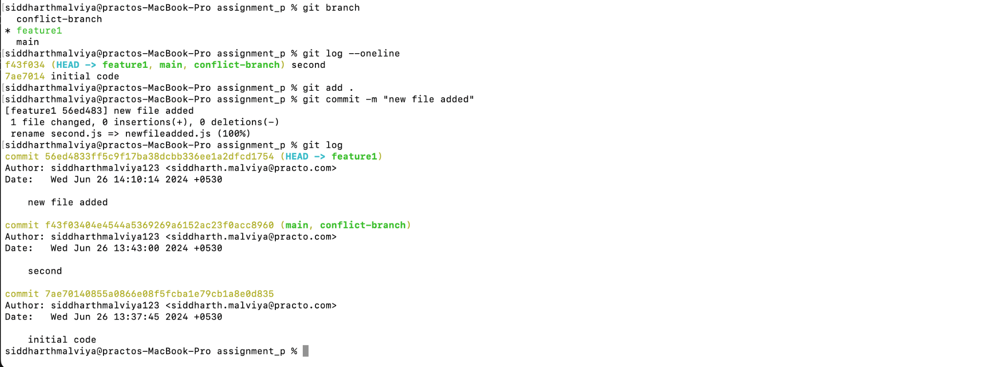 [siddharthmalviya@practos-MacBook-Pro assignment_p % git branch
  conflict-branch
* feature1
  main
[siddharthmalviya@practos-MacBook-Pro assignment_p % git log --oneline
f43f034 (HEAD -> feature1, main, conflict-branch) second
7ae7014 initial code
[siddharthmalviya@practos-MacBook-Pro assignment_p % git add .
[siddharthmalviya@practos-MacBook-Pro assignment_p % git commit -m "new file added"
[feature1 56ed483] new file added
 1 file changed, 0 insertions(+), 0 deletions(-)
 rename second.js => newfileadded.js (100%)
[siddharthmalviya@practos-MacBook-Pro assignment_p % git log
commit 56ed4833ff5c9f17ba38dcbb336ee1a2dfcd1754 (HEAD -> feature1)
Author: siddharthmalviya123 <siddharth.malviya@practo.com>
Date:   Wed Jun 26 14:10:14 2024 +0530

    new file added

commit f43f03404e4544a5369269a6152ac23f0acc8960 (main, conflict-branch)
Author: siddharthmalviya123 <siddharth.malviya@practo.com>
Date:   Wed Jun 26 13:43:00 2024 +0530

    second

commit 7ae70140855a0866e08f5fcba1e79cb1a8e0d835
Author: siddharthmalviya123 <siddharth.malviya@practo.com>
Date:   Wed Jun 26 13:37:45 2024 +0530

    initial code
siddharthmalviya@practos-MacBook-Pro assignment_p %